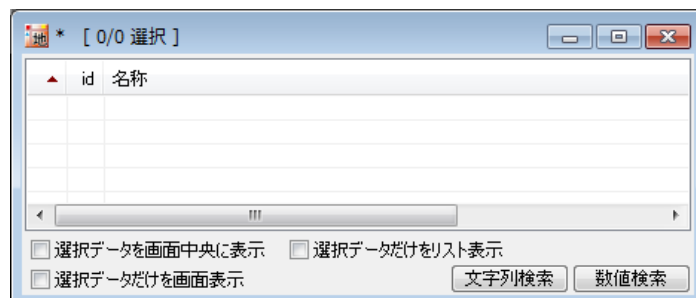 地 * [ 0/0 選択 ]
id 名称
選択データを画面中央に表示 選択データだけをリスト表示
選択データだけを画面表示 文字列検索 数値検索